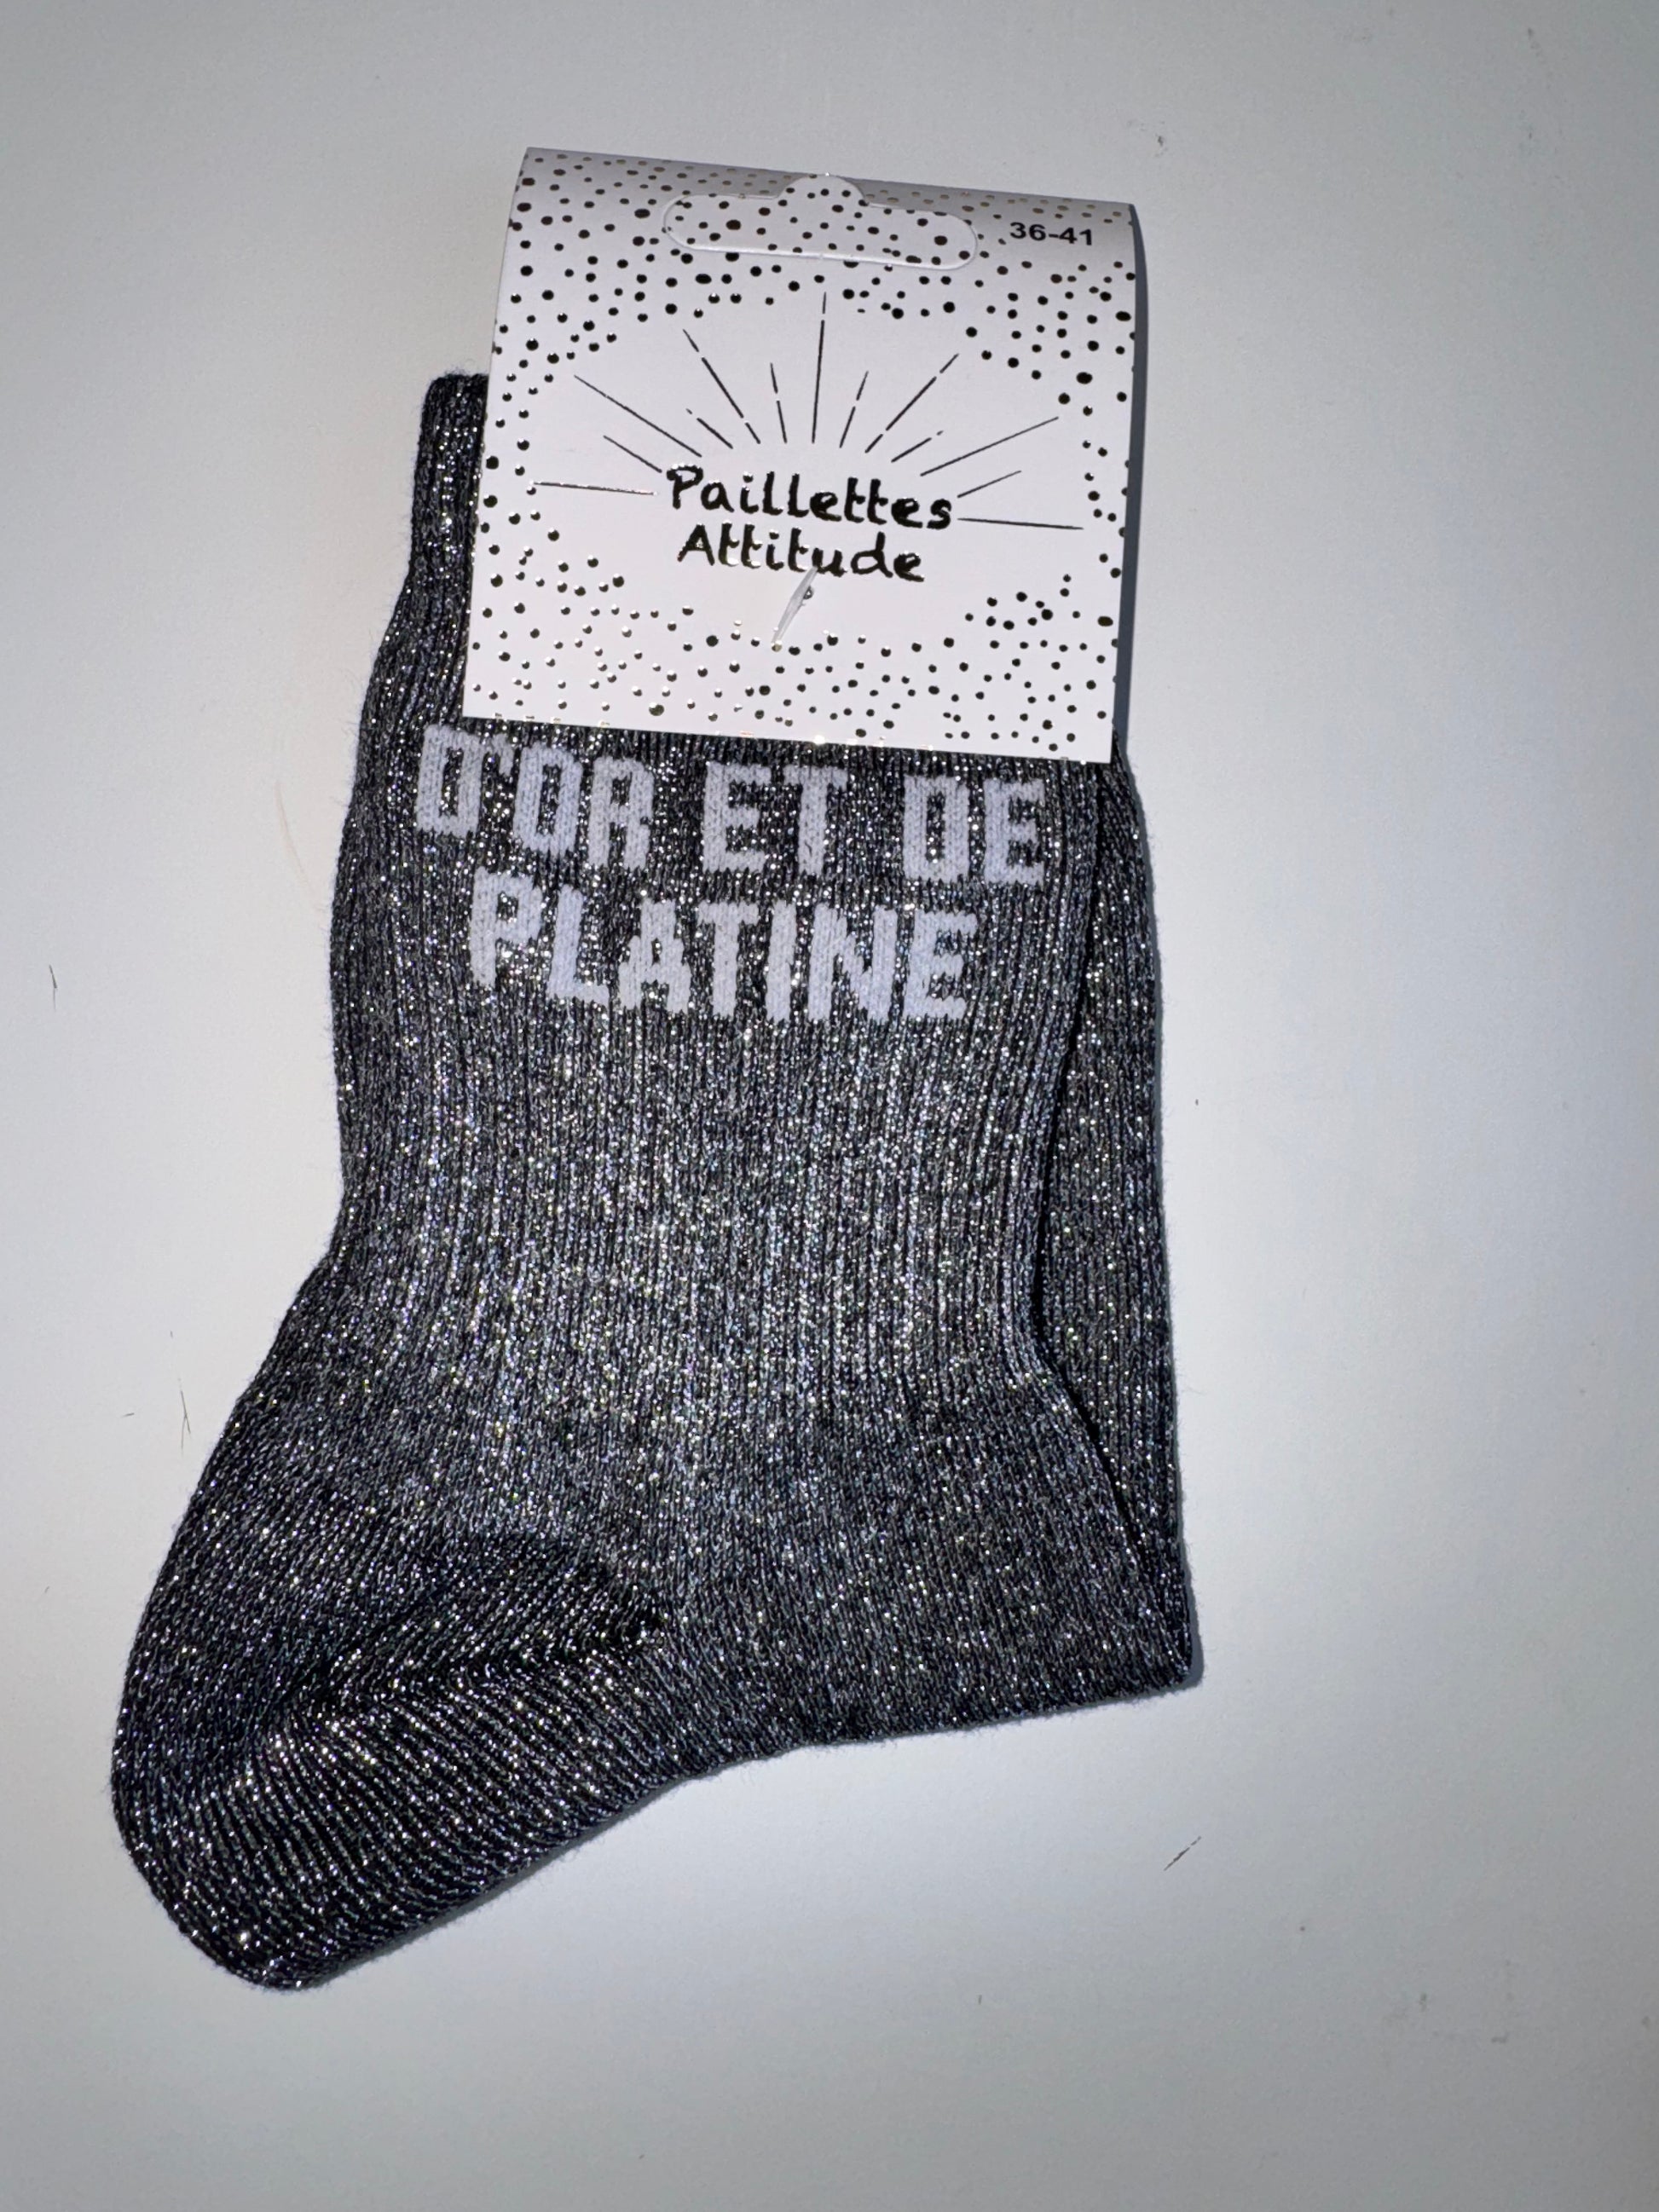 36-41
Paillettes
Attitude
D'OR ET DE
PLATINE